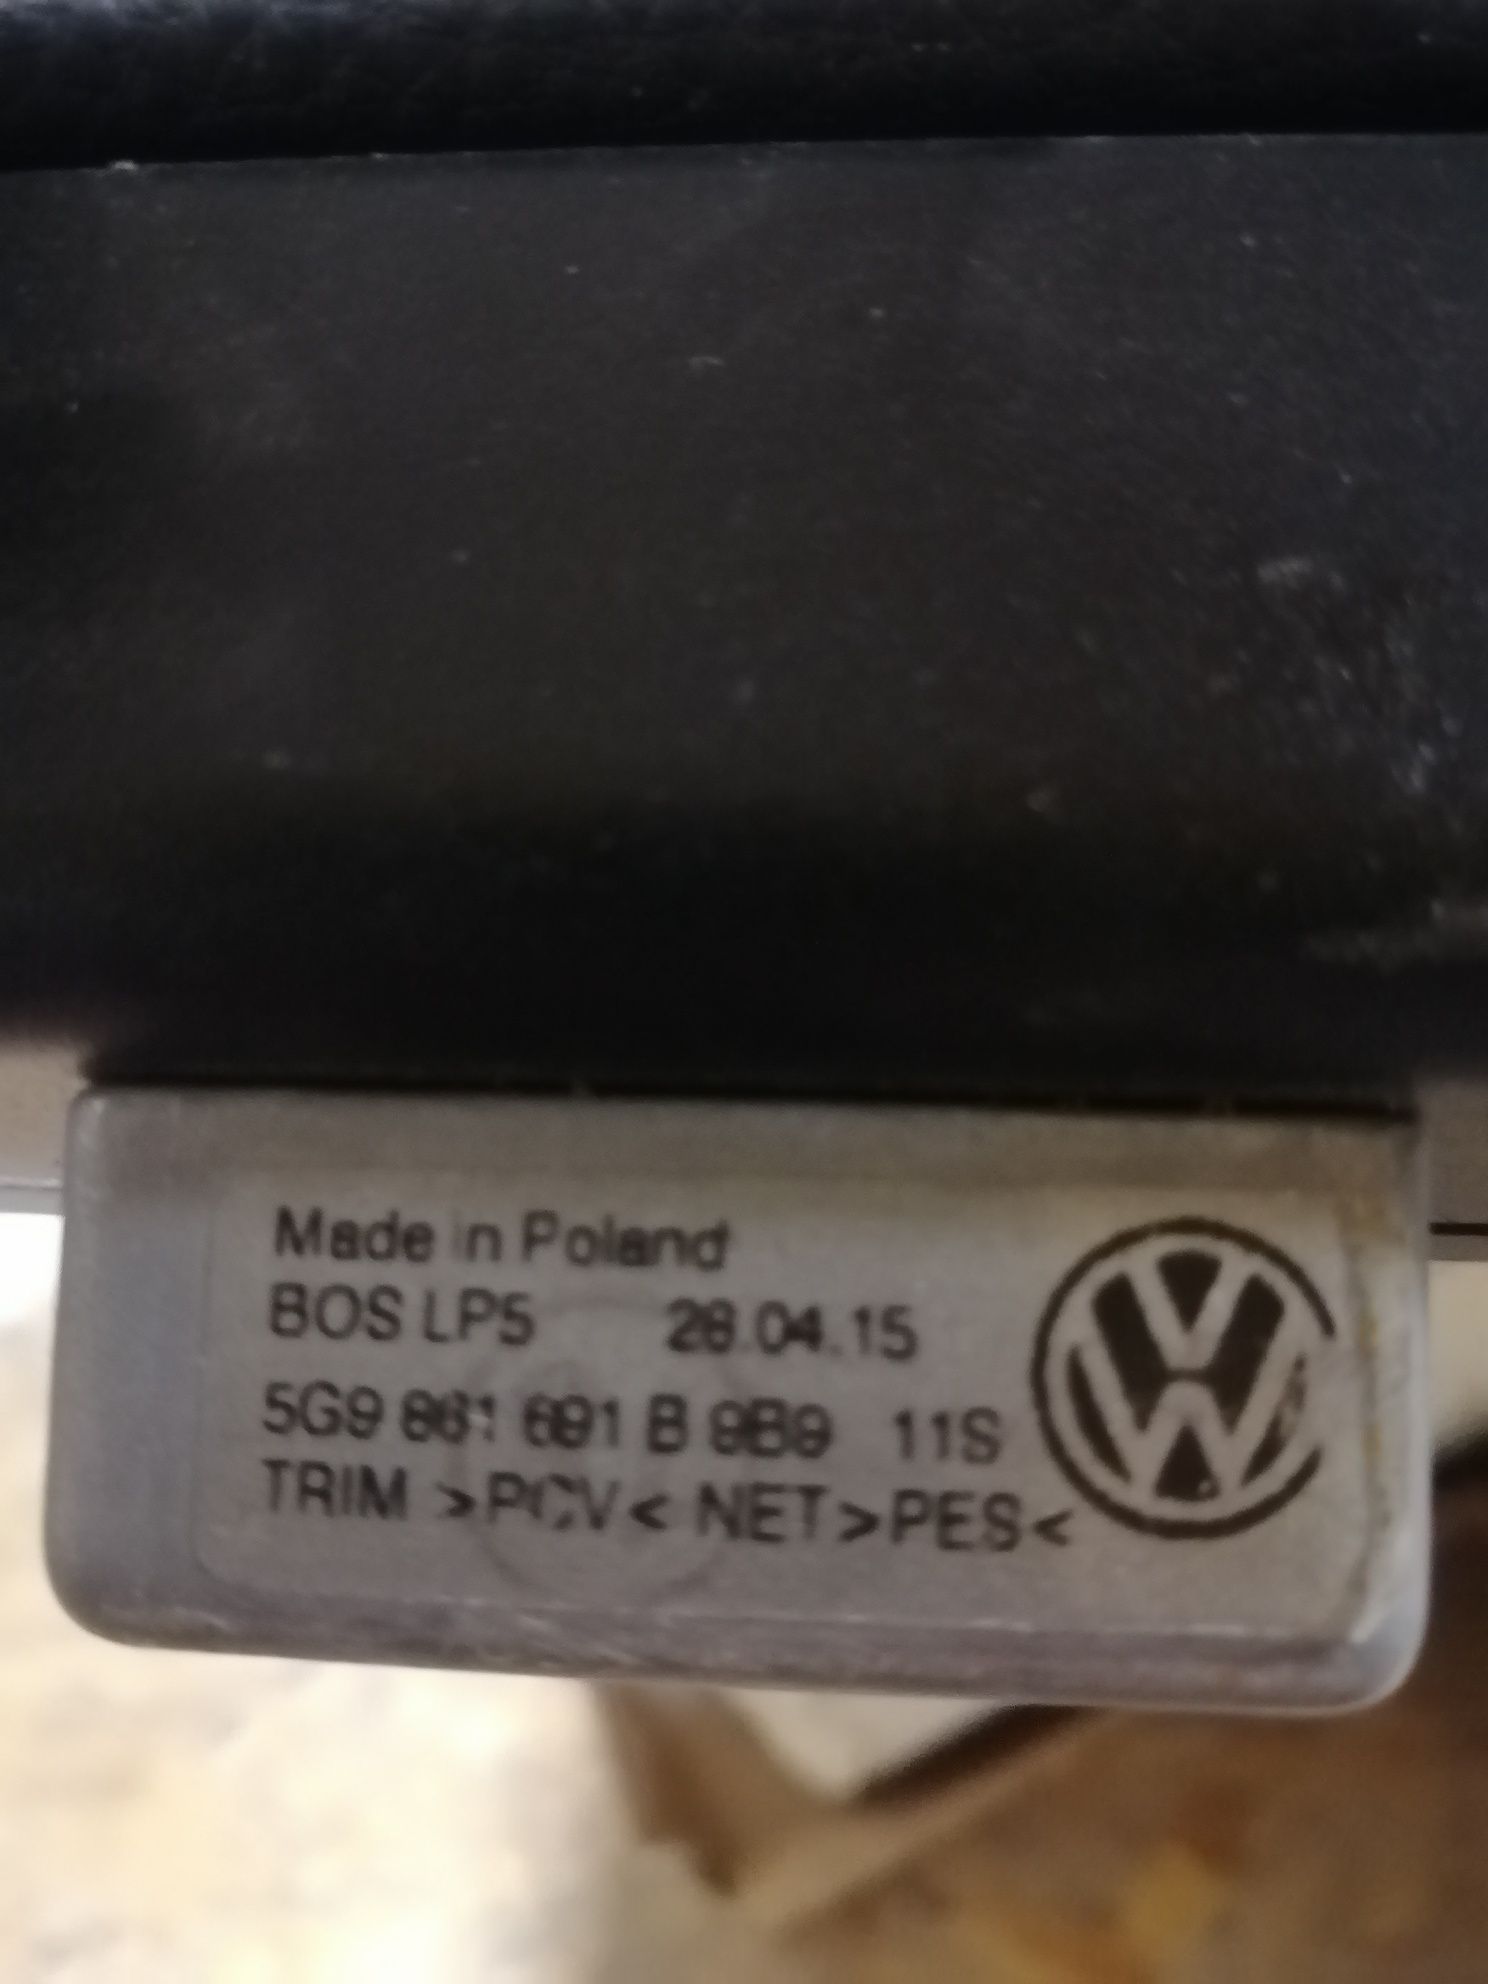 Made in Poland
BOS LP5 28.04.15
5G9 861 691 B 9B9 11S
TRIM >PCV< NET>PES<